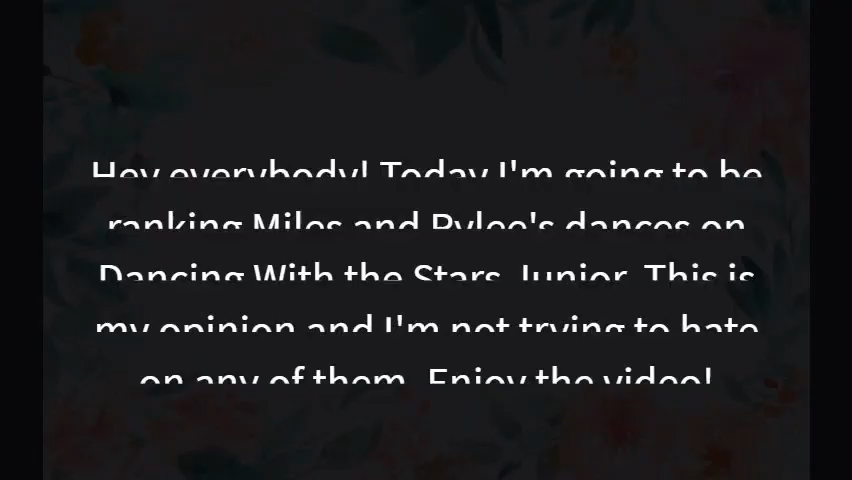 Hey everybody! Today I'm going to be
ranking Miles and Rylee's dances on
Dancing With the Stars Junior. This is
my opinion and I'm not trying to hate
on any of them. Enjoy the video!